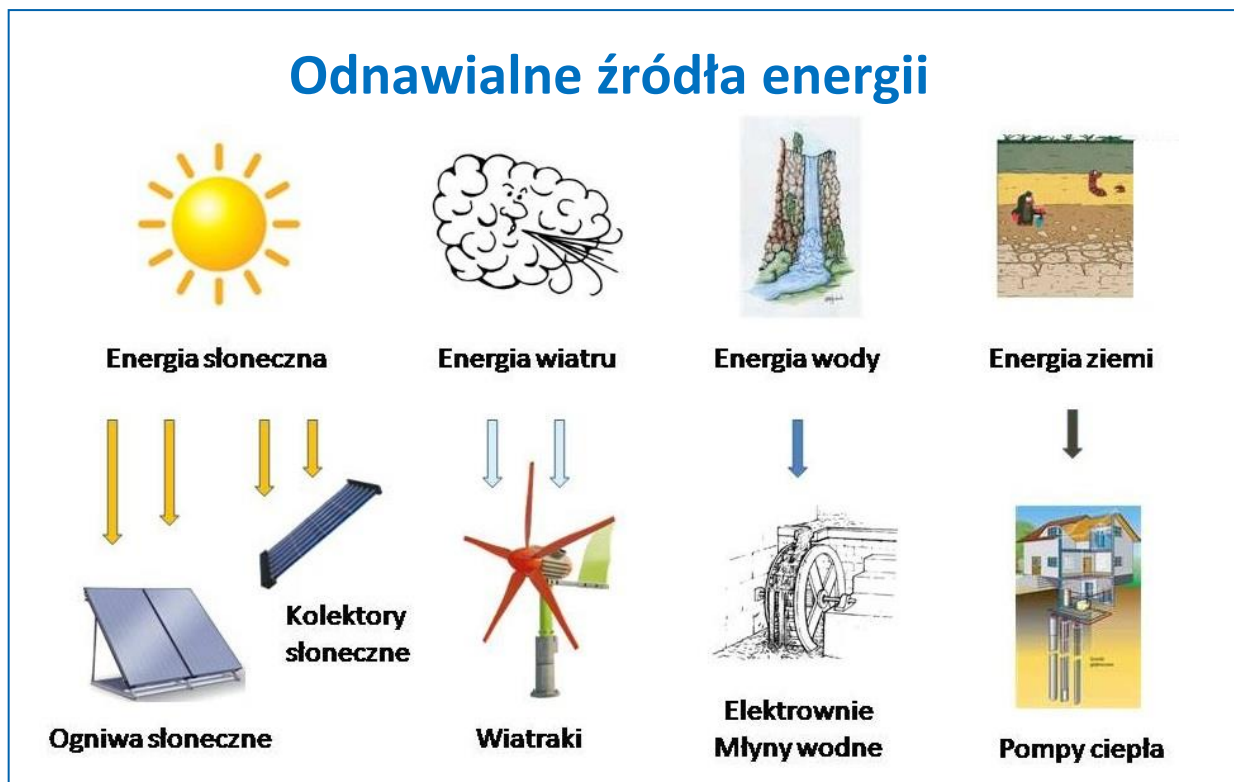 Odnawialne źródła energii
Energia słoneczna
Energia wiatru
Energia wody
Energia ziemi
Kolektory
słoneczne
Ogniwa słoneczne
Wiatraki
Elektrownie
Młyny wodne
Pompy ciepła